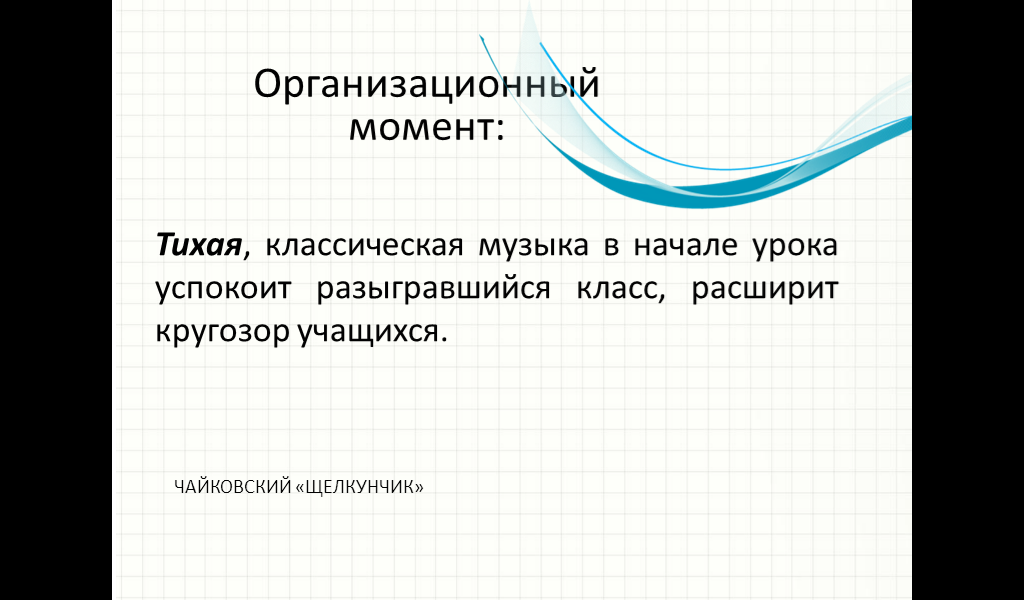 Организационный
момент:
Тихая, классическая музыка в начале урока
успокоит разыгравшийся класс, расширит
кругозор учащихся.
ЧАЙКОВСКИЙ «ЩЕЛКУНЧИК»